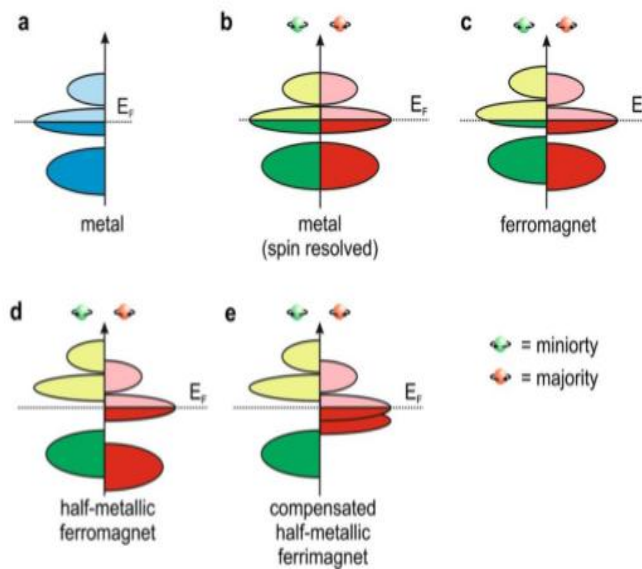 a
E_F
metal
b
E_F
metal
(spin resolved)
c
E
ferromagnet
d
E_F
half-metallic
ferromagnet
e
E_F
compensated
half-metallic
ferrimagnet
= miniorty
= majority